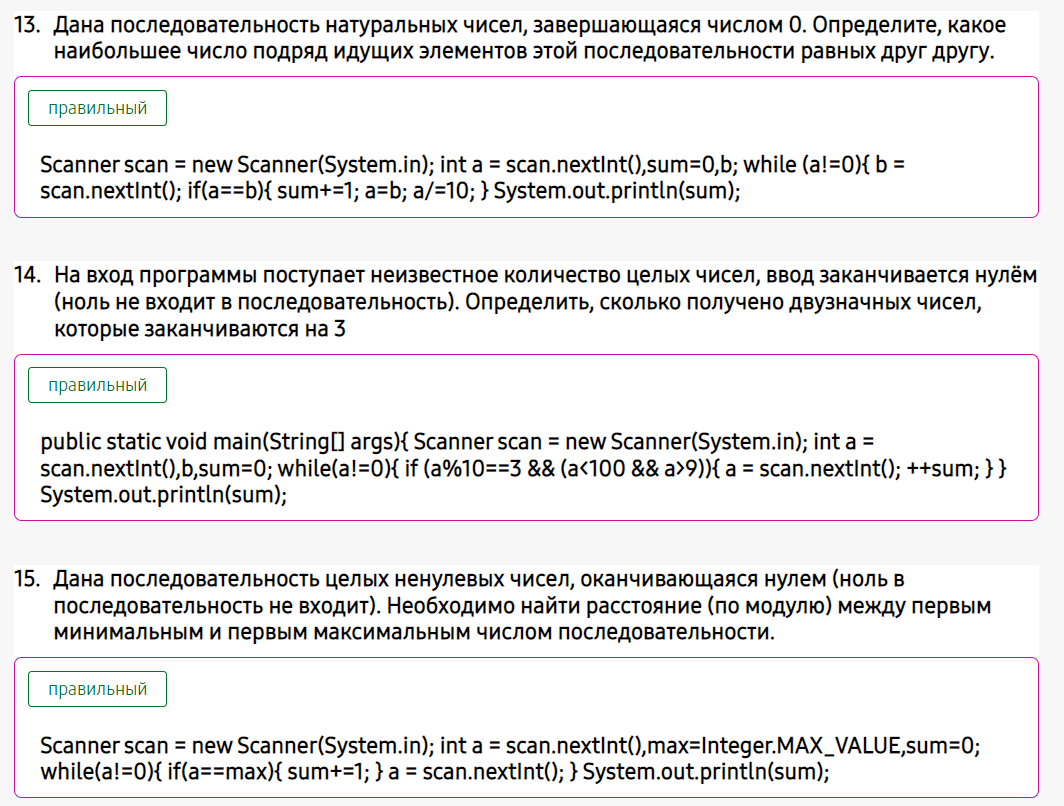 13. Дана последовательность натуральных чисел, завершающаяся числом 0. Определите, какое
наибольшее число подряд идущих элементов этой последовательности равных друг другу.
правильный
Scanner scan = new Scanner(System.in); int a = scan.nextInt(),sum=0,b; while (a!=0){ b =
scan.nextInt(); if(a==b){ sum+=1; a=b; a/=10; } System.out.println(sum);
14. На вход программы поступает неизвестное количество целых чисел, ввод заканчивается нулём
(ноль не входит в последовательность). Определить, сколько получено двузначных чисел,
которые заканчиваются на 3
правильный
public static void main(String[] args){ Scanner scan = new Scanner(System.in); int a =
scan.nextInt(),b,sum=0; while(a!=0){ if (a%10==3 && (a<100 && a>9)){ a = scan.nextInt(); ++sum; } }
System.out.println(sum);
15. Дана последовательность целых ненулевых чисел, оканчивающаяся нулем (ноль в
последовательность не входит). Необходимо найти расстояние (по модулю) между первым
минимальным и первым максимальным числом последовательности.
правильный
Scanner scan = new Scanner(System.in); int a = scan.nextInt(),max=Integer.MAX_VALUE,sum=0;
while(a!=0){ if(a==max){ sum+=1; } a = scan.nextInt(); } System.out.println(sum);